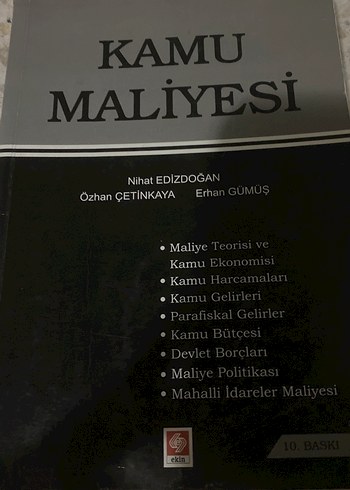 KAMU
MALİYESİ
Nihat EDİZDOĞAN
Özhan ÇETİNKAYA Erhan GÜMÜŞ
• Maliye Teorisi ve
Kamu Ekonomisi
• Kamu Harcamaları
• Kamu Gelirleri
• Parafiskal Gelirler
• Kamu Bütçesi
• Devlet Borçları
• Maliye Politikası
• Mahalli İdareler Maliyesi
ekin
10. BASKI